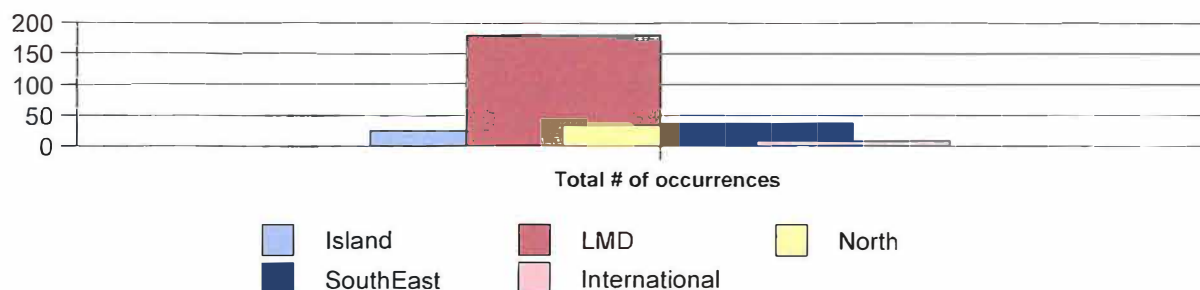 200
150
100
50
0
Total # of occurrences
Island LMD North
SouthEast International